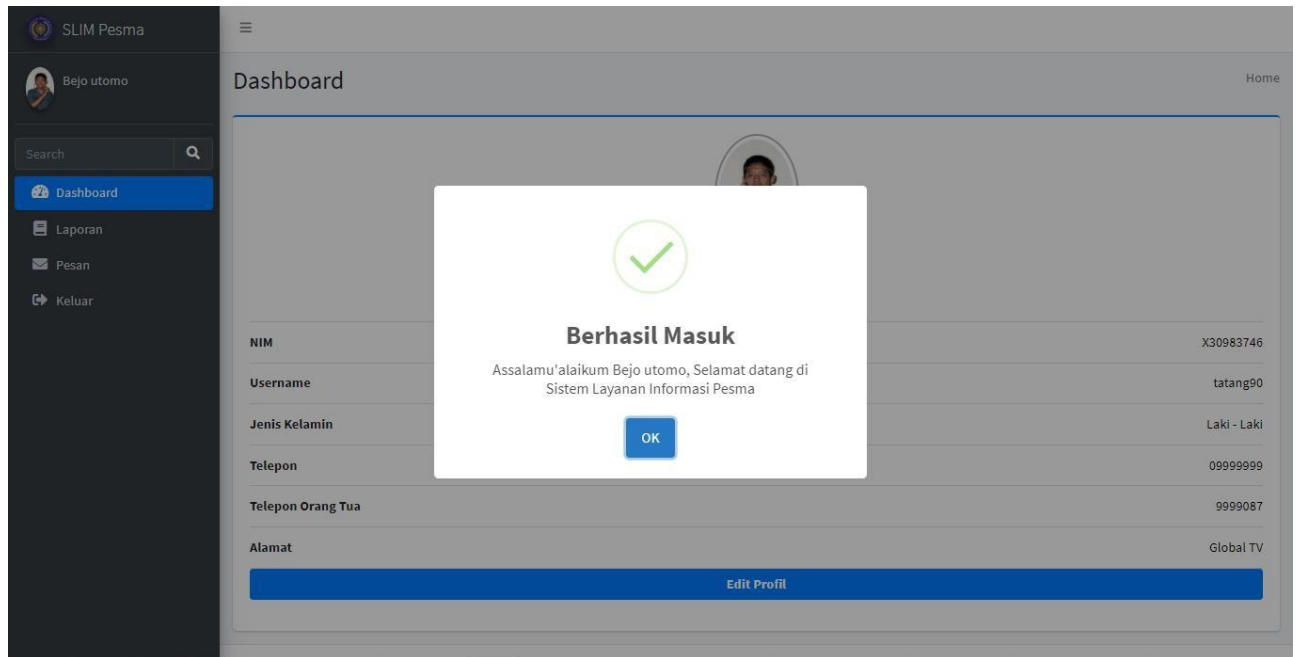 SLIM Pesma
Bejo utomo
Search
Dashboard
Laporan
Pesan
Keluar
Dashboard
Home
Berhasil Masuk
Assalamu'alaikum Bejo utomo, Selamat datang di
Sistem Layanan Informasi Pesma
OK
NIM X30983746
Username tatang90
Jenis Kelamin Laki - Laki
Telepon 09999999
Telepon Orang Tua 9999087
Alamat Global TV
Edit Profil